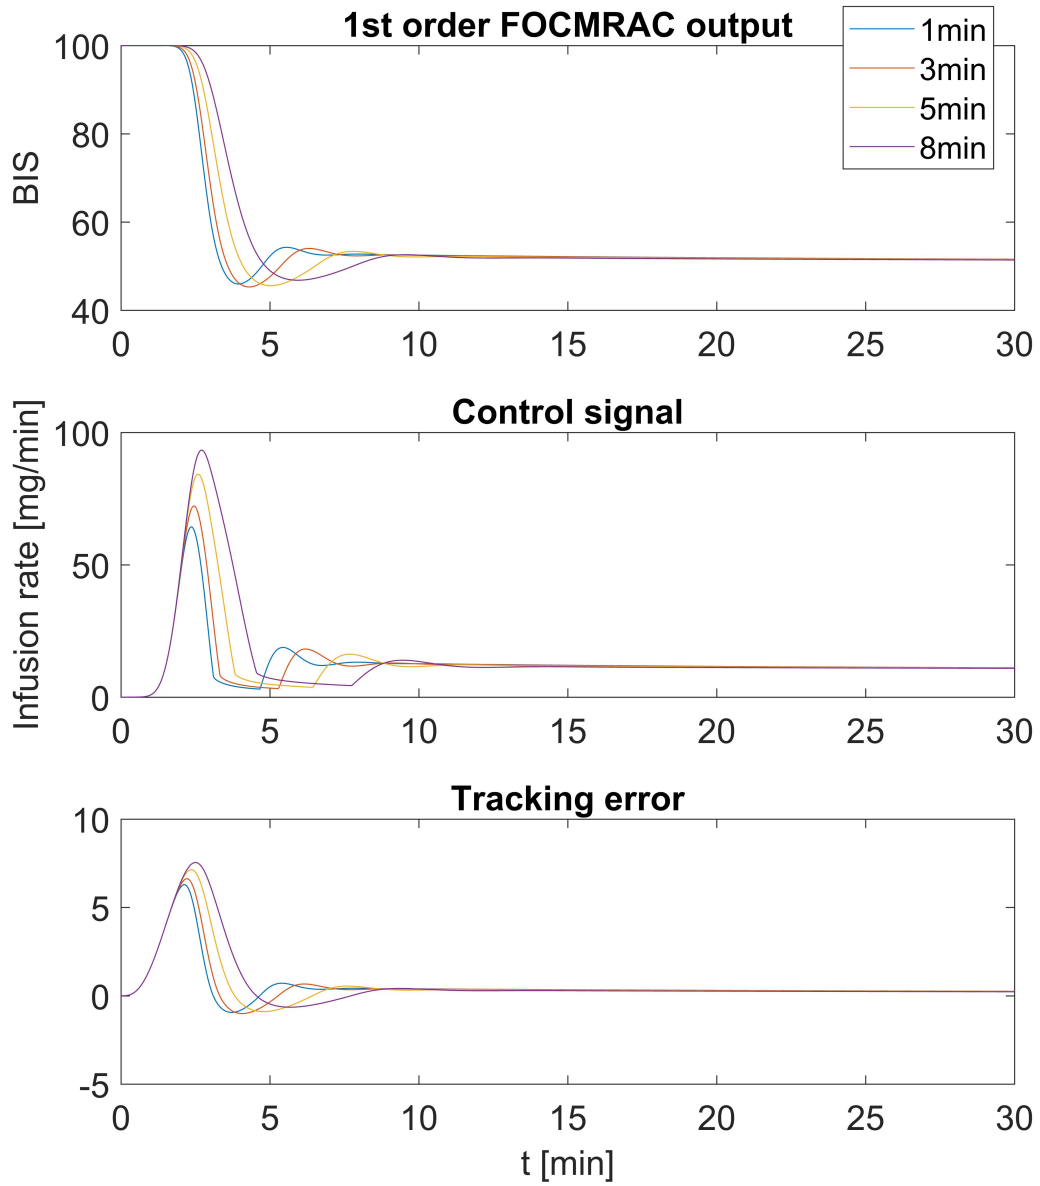 1st order FOCMRAC output
1min
3min
5min
8min
BIS
100
80
60
40
0 5 10 15 20 25 30
Control signal
Infusion rate [mg/min]
100
50
0
0 5 10 15 20 25 30
Tracking error
10
5
0
-5
0 5 10 15 20 25 30
t [min]